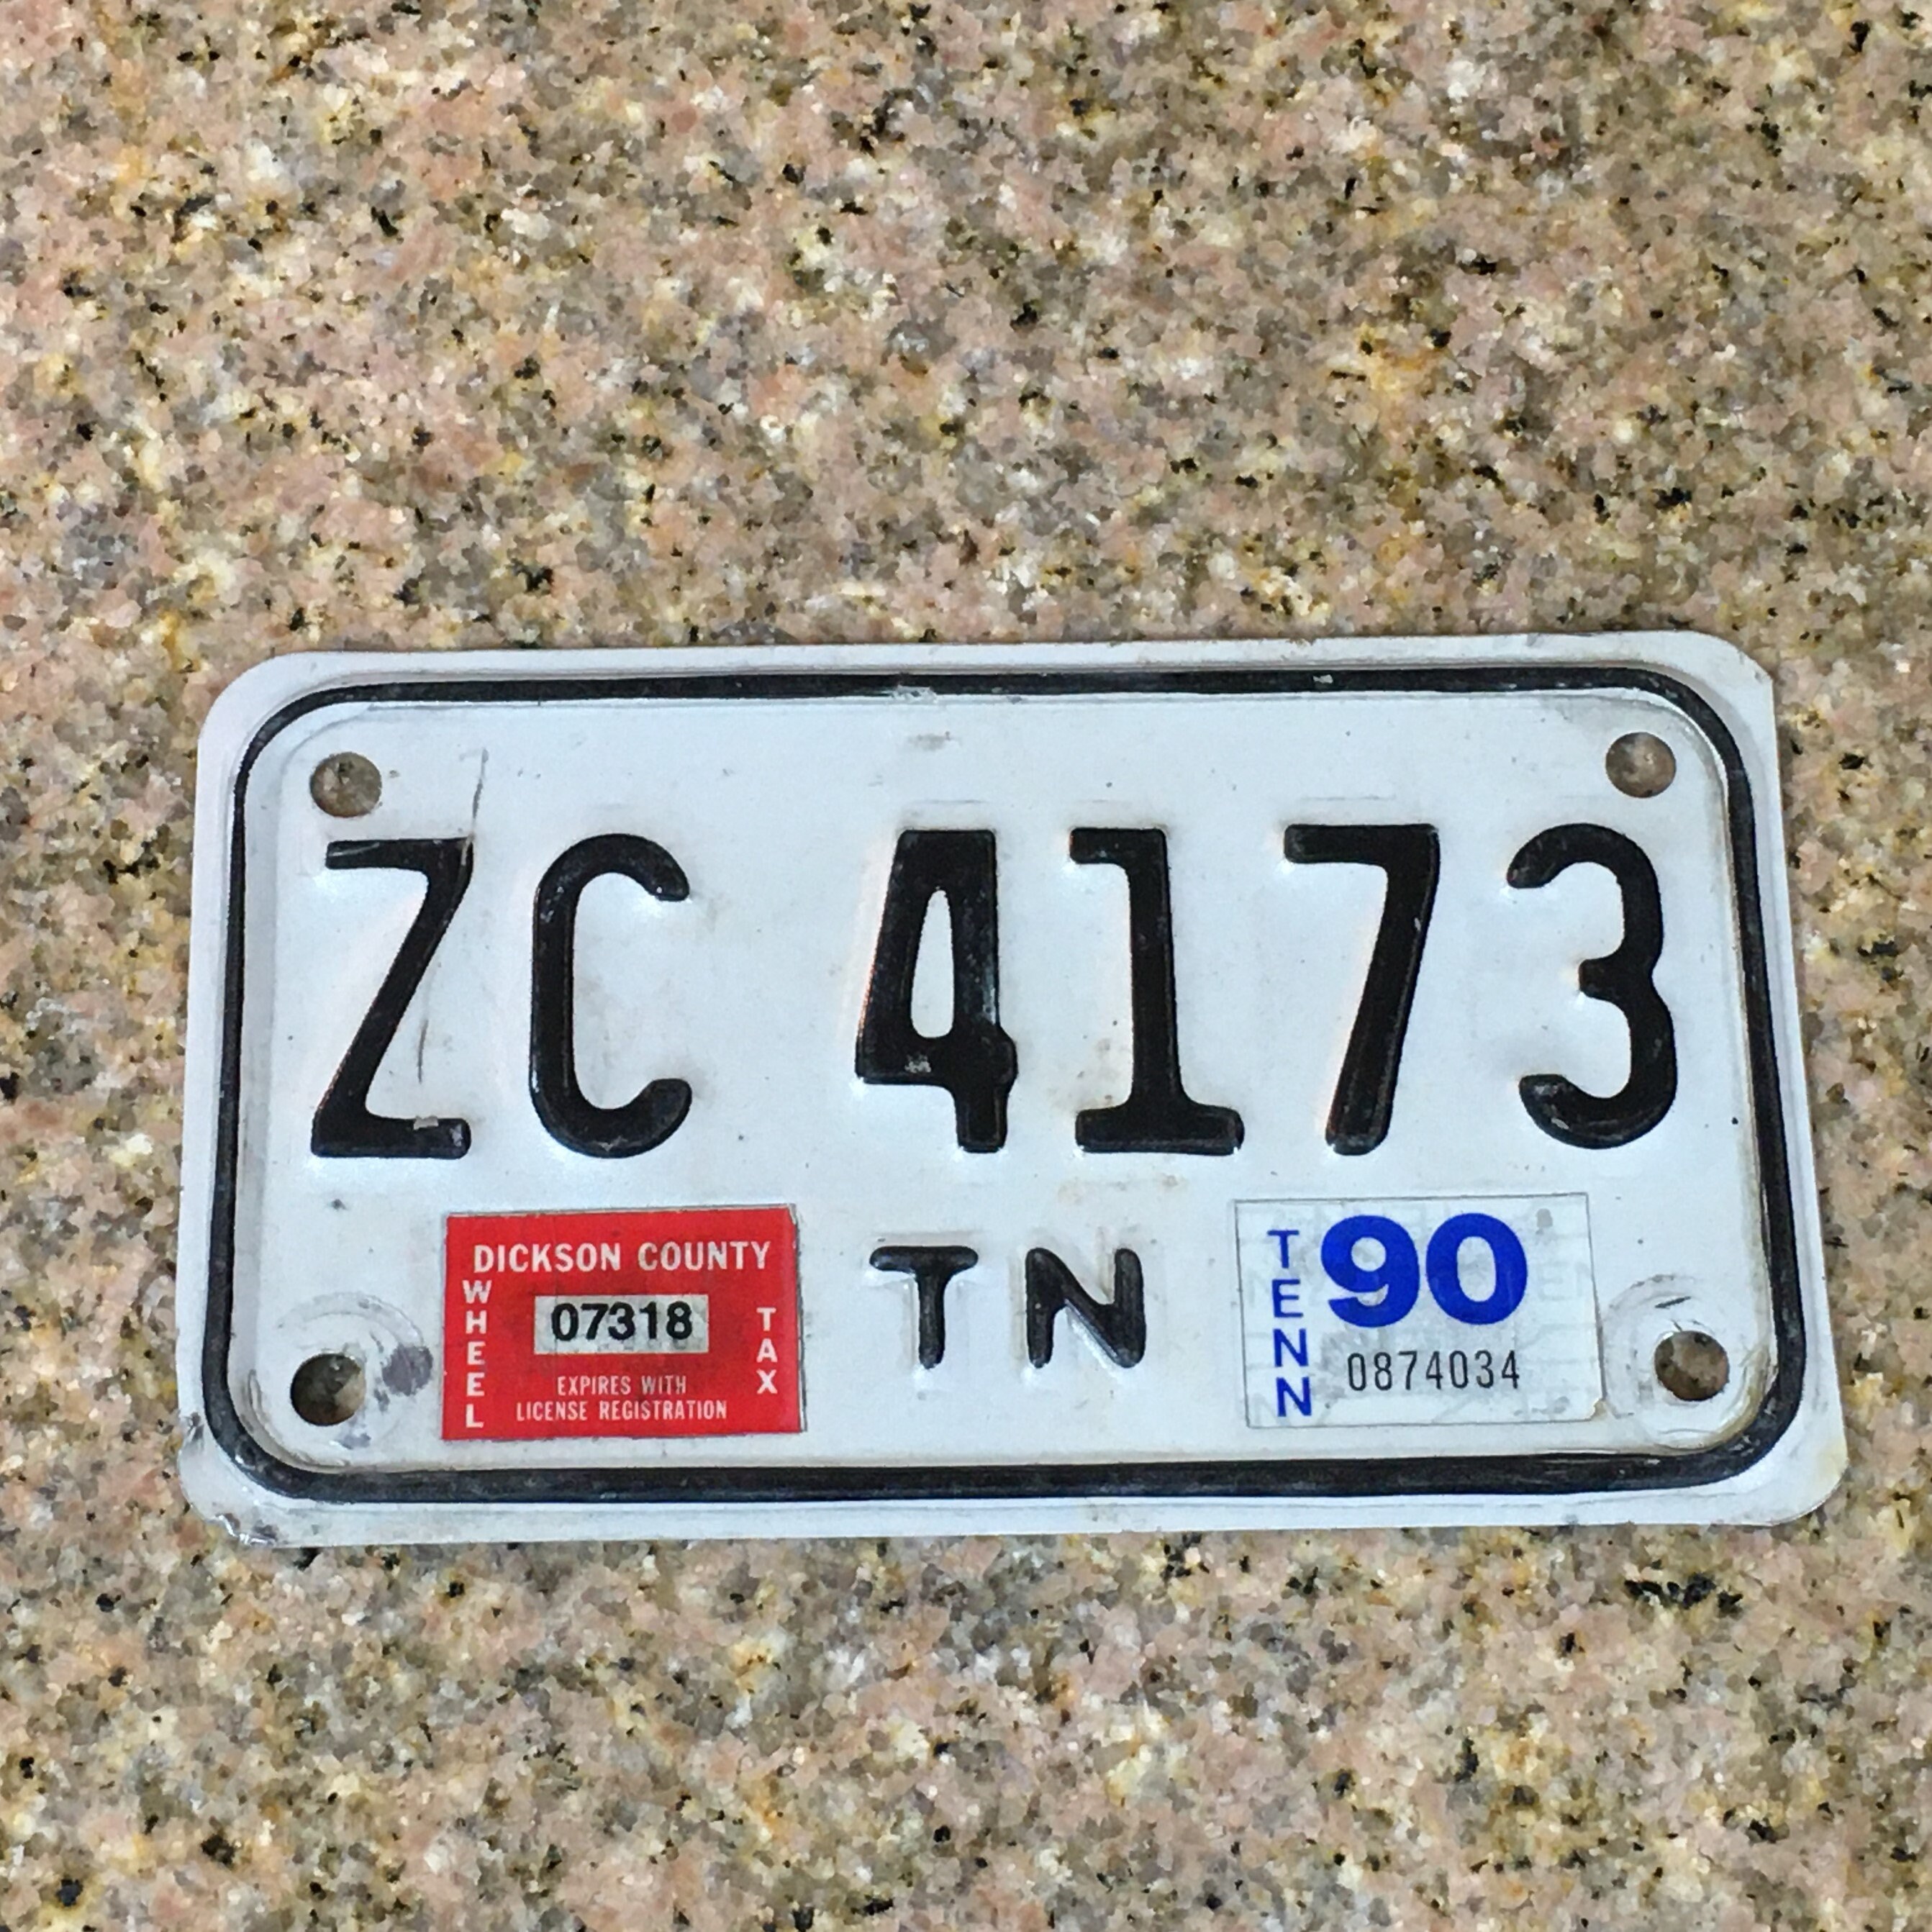 ZC 4173
DICKSON COUNTY
WHEEL
07318
TAX
EXPIRES WITH
LICENSE REGISTRATION
TN
TENN
90
0874034